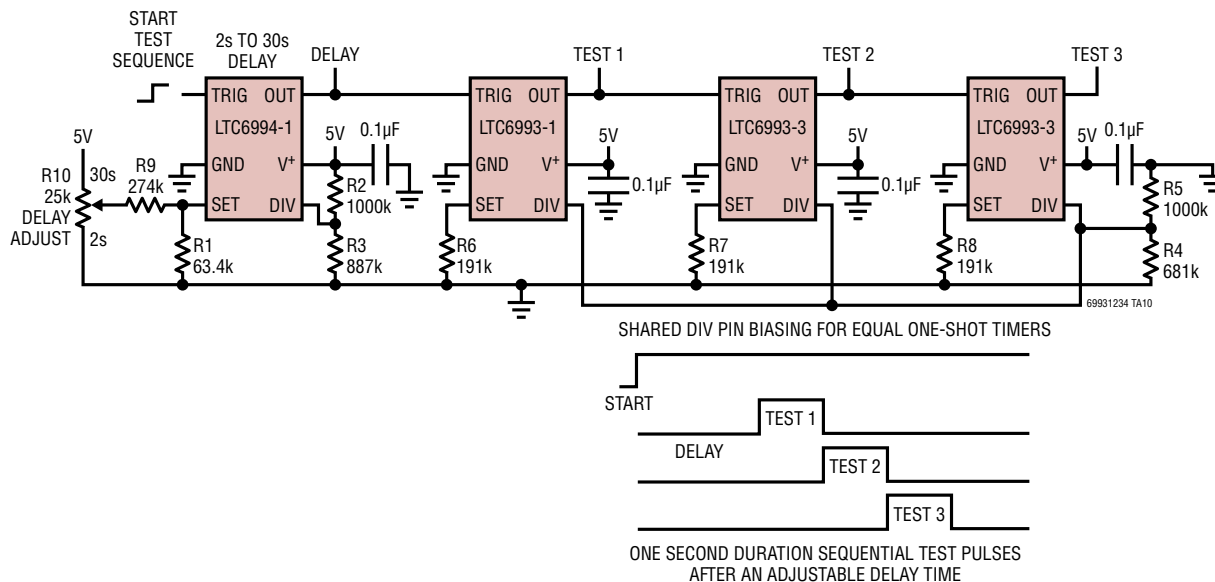 START
TEST
SEQUENCE
2s TO 30s
DELAY
DELAY
TEST 1
TEST 2
TEST 3
TRIG OUT
LTC6994-1
GND V+
SET DIV
TRIG OUT
LTC6993-1
GND V+
SET DIV
TRIG OUT
LTC6993-3
GND V+
SET DIV
TRIG OUT
LTC6993-3
GND V+
SET DIV
5V
R10
25k
DELAY
ADJUST
30s
2s
R9
274k
R1
63.4k
5V
0.1µF
R2
1000k
R3
887k
R6
191k
5V
0.1µF
R7
191k
5V
0.1µF
R8
191k
5V
0.1µF
R5
1000k
R4
681k
69931234 TA10
SHARED DIV PIN BIASING FOR EQUAL ONE-SHOT TIMERS
START
TEST 1
DELAY
TEST 2
TEST 3
ONE SECOND DURATION SEQUENTIAL TEST PULSES
AFTER AN ADJUSTABLE DELAY TIME